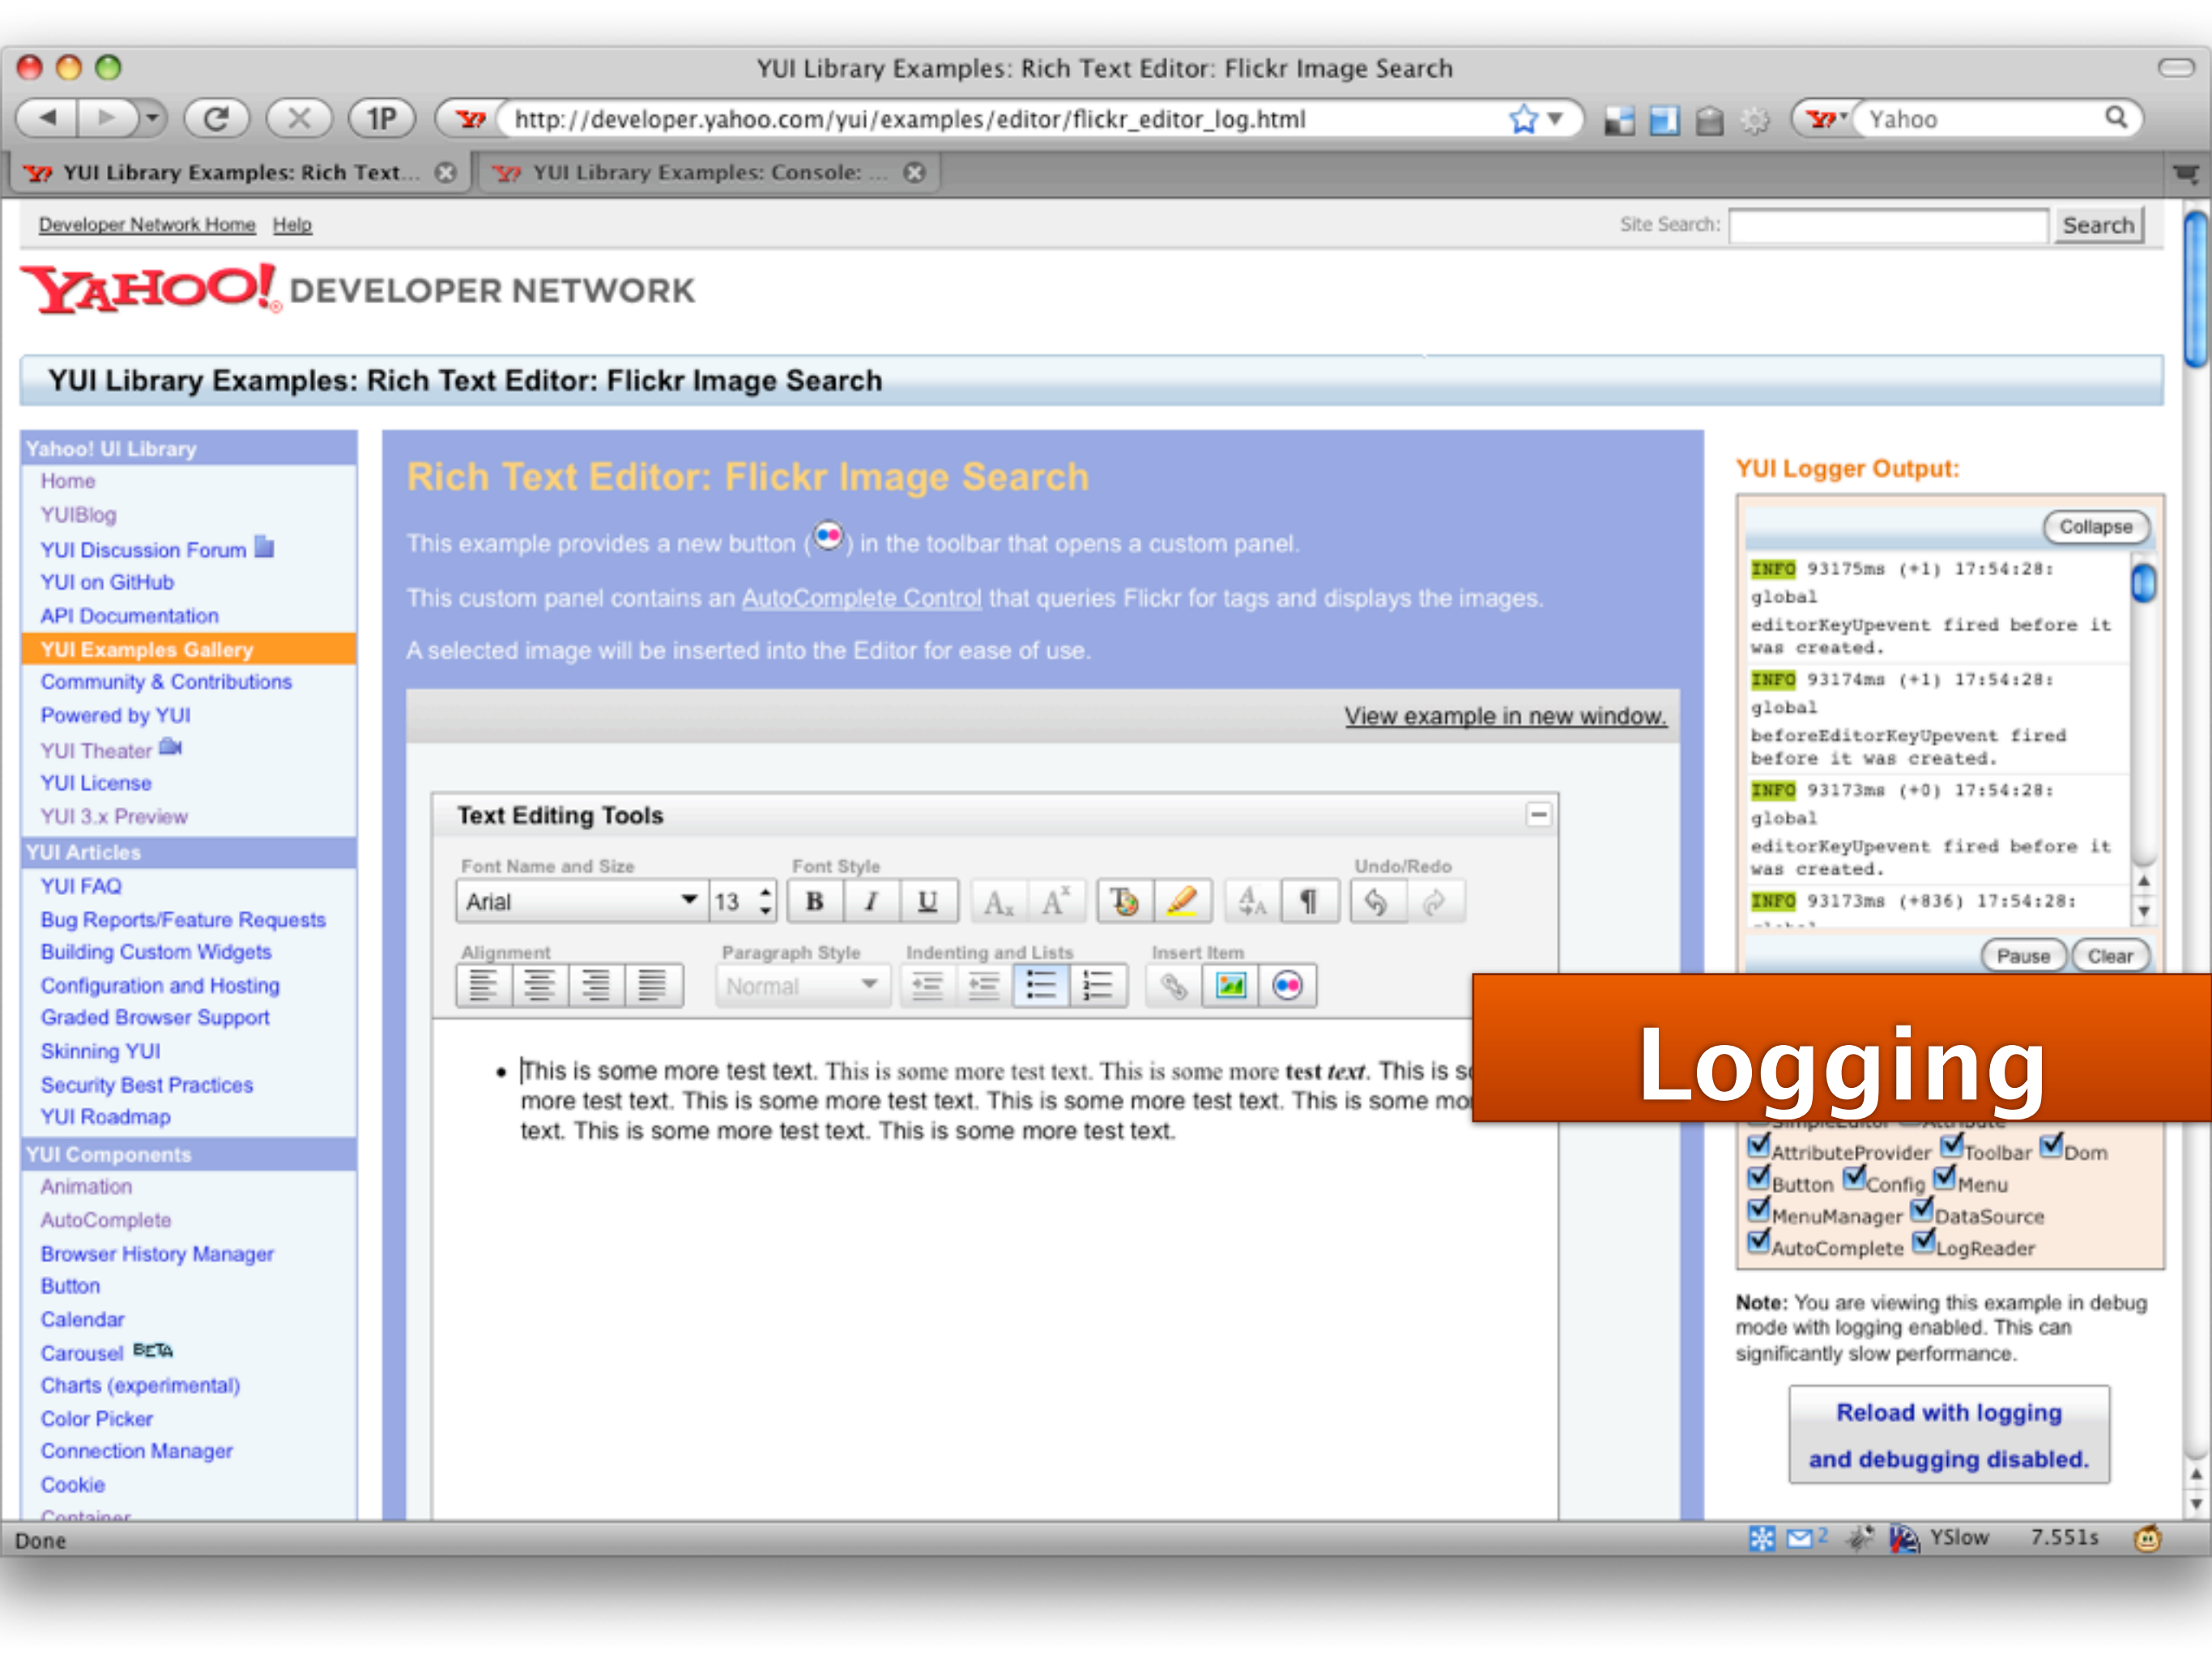 YUI Library Examples: Rich Text Editor: Flickr Image Search
1P
http://developer.yahoo.com/yui/examples/editor/flickr_editor_log.html
Yahoo
YUI Library Examples: Rich Text...
YUI Library Examples: Console: ...
Developer Network Home Help
Site Search:
Search
YAHOO! DEVELOPER NETWORK
YUI Library Examples: Rich Text Editor: Flickr Image Search
Yahoo! UI Library
Home
YUIBlog
YUI Discussion Forum
YUI on GitHub
API Documentation
YUI Examples Gallery
Community & Contributions
Powered by YUI
YUI Theater
YUI License
YUI 3.x Preview
YUI Articles
YUI FAQ
Bug Reports/Feature Requests
Building Custom Widgets
Configuration and Hosting
Graded Browser Support
Skinning YUI
Security Best Practices
YUI Roadmap
YUI Components
Animation
AutoComplete
Browser History Manager
Button
Calendar
Carousel BETA
Charts (experimental)
Color Picker
Connection Manager
Cookie
Container
Rich Text Editor: Flickr Image Search
This example provides a new button ( ) in the toolbar that opens a custom panel.
This custom panel contains an AutoComplete Control that queries Flickr for tags and displays the images.
A selected image will be inserted into the Editor for ease of use.
View example in new window.
Text Editing Tools
Font Name and Size Font Style Undo/Redo
Arial 13 B I U
Alignment Paragraph Style Indenting and Lists Insert Item
Normal
• This is some more test text. This is some more test text. This is some more test text. This is so
more test text. This is some more test text. This is some more test text. This is some mo
text. This is some more test text. This is some more test text.
YUI Logger Output:
Collapse
INFO 93175ms (+1) 17:54:28:
global
editorKeyUpevent fired before it
was created.
INFO 93174ms (+1) 17:54:28:
global
beforeEditorKeyUpevent fired
before it was created.
INFO 93173ms (+0) 17:54:28:
global
editorKeyUpevent fired before it
was created.
INFO 93173ms (+836) 17:54:28:
Pause Clear
Logging
SimpleEditor Attribute
AttributeProvider Toolbar Dom
Button Config Menu
MenuManager DataSource
AutoComplete LogReader
Note: You are viewing this example in debug
mode with logging enabled. This can
significantly slow performance.
Reload with logging
and debugging disabled.
Done
2 YSlow 7.551s